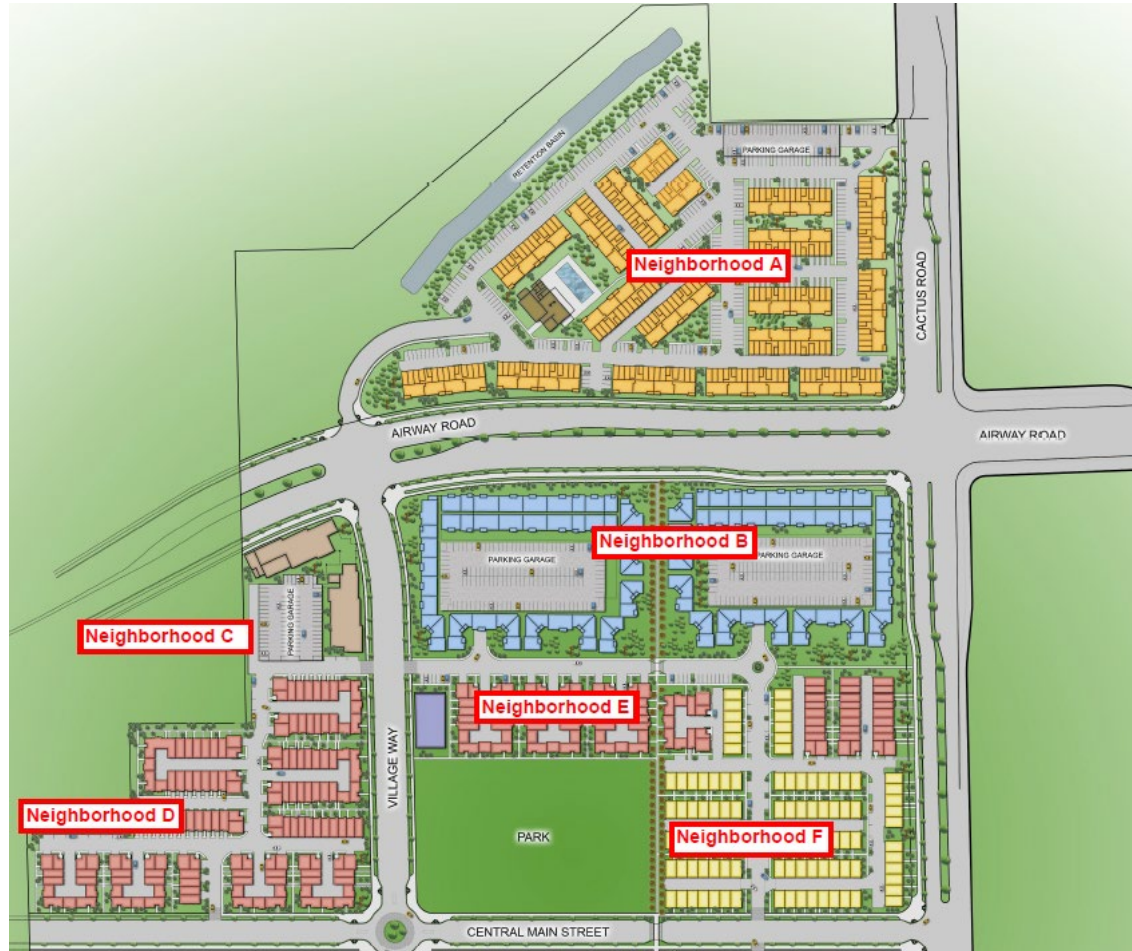 RETENTION BASIN
PARKING GARAGE
Neighborhood A
CACTUS ROAD
AIRWAY ROAD
AIRWAY ROAD
Neighborhood B
PARKING GARAGE
PARKING GARAGE
PARKING GARAGE
Neighborhood C
Neighborhood E
VILLAGE WAY
Neighborhood D
PARK
Neighborhood F
CENTRAL MAIN STREET